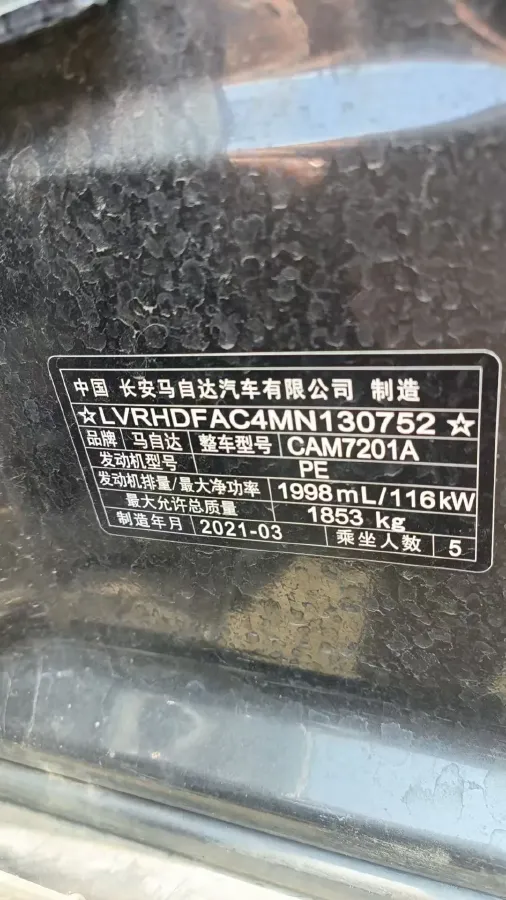 中国 长安马自达汽车有限公司 制造
☆LVRHDFAC4MN130752☆
品牌 马自达 整车型号 CAM7201A
发动机型号 PE
发动机排量/最大净功率 1998mL/116kW
最大允许总质量 1853 kg
制造年月 2021-03 乘坐人数 5